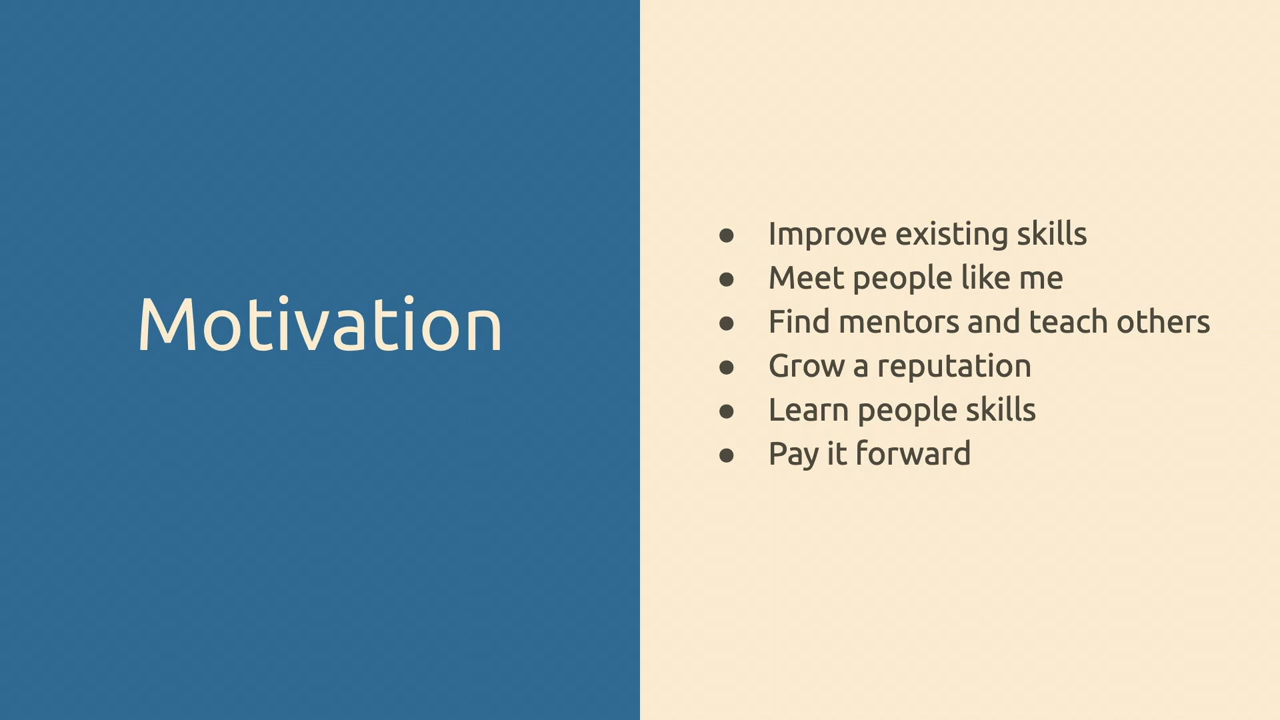 Motivation
● Improve existing skills
● Meet people like me
● Find mentors and teach others
● Grow a reputation
● Learn people skills
● Pay it forward